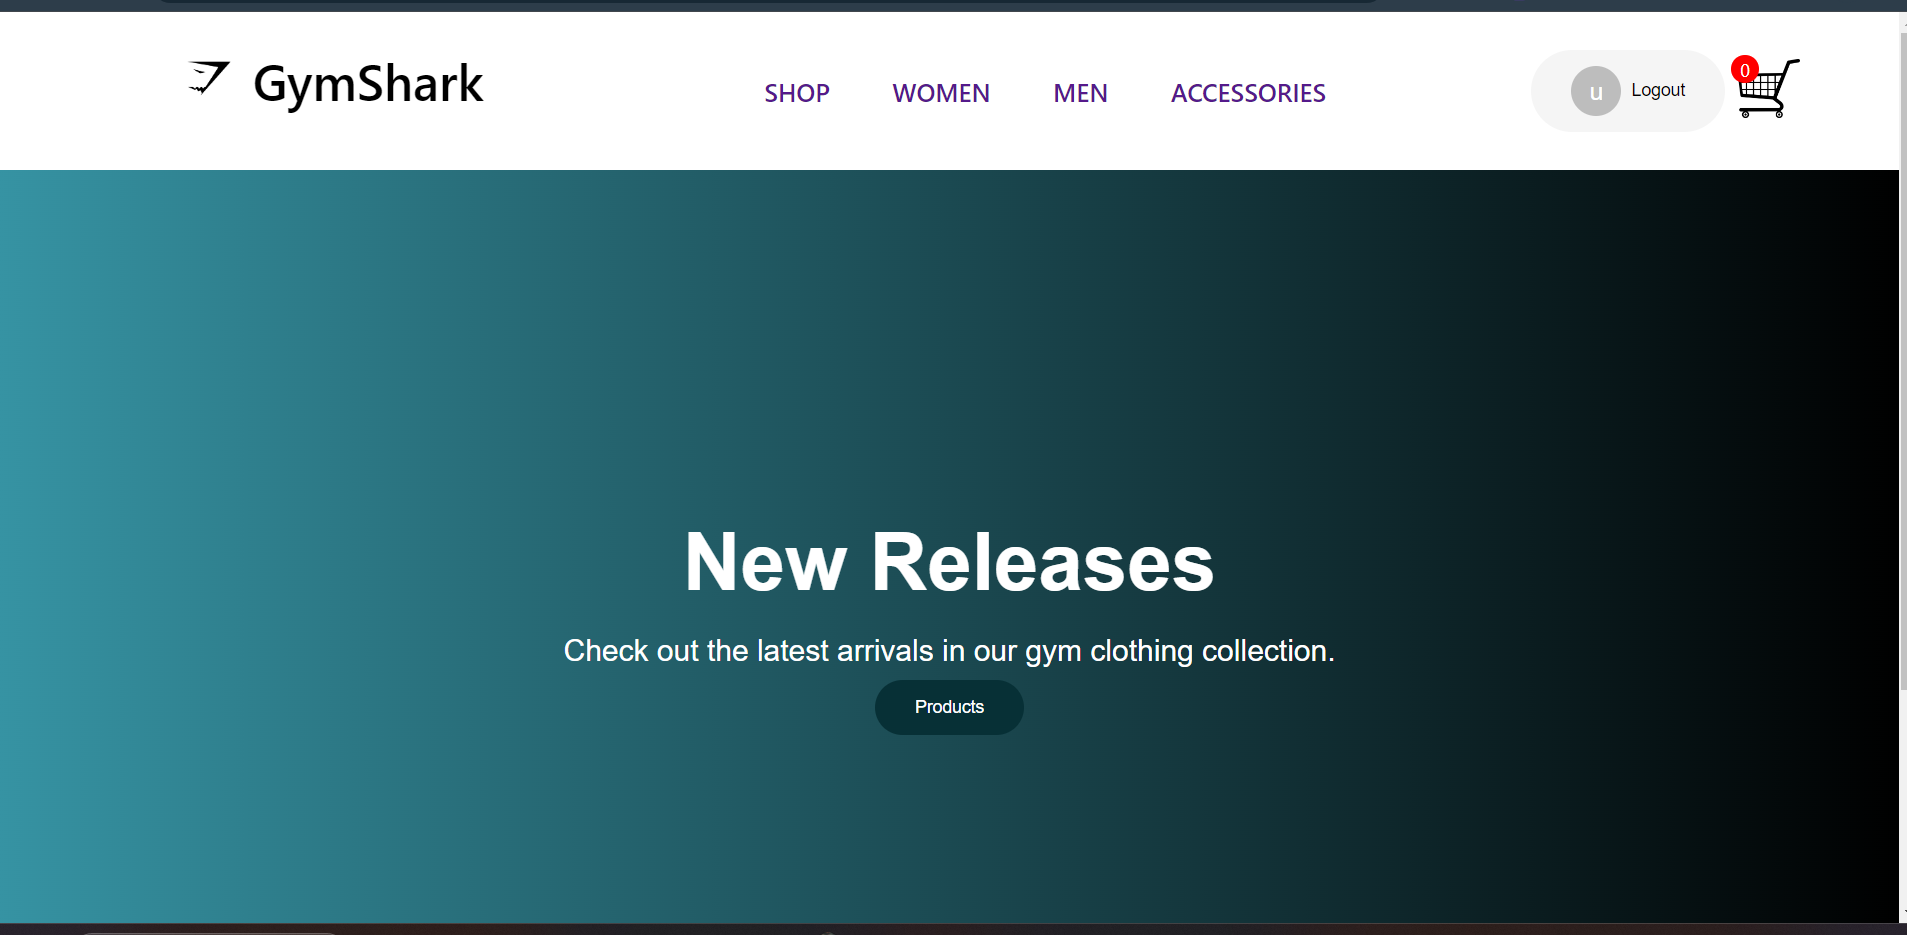 GymShark
SHOP WOMEN MEN ACCESSORIES
u Logout
0
New Releases
Check out the latest arrivals in our gym clothing collection.
Products